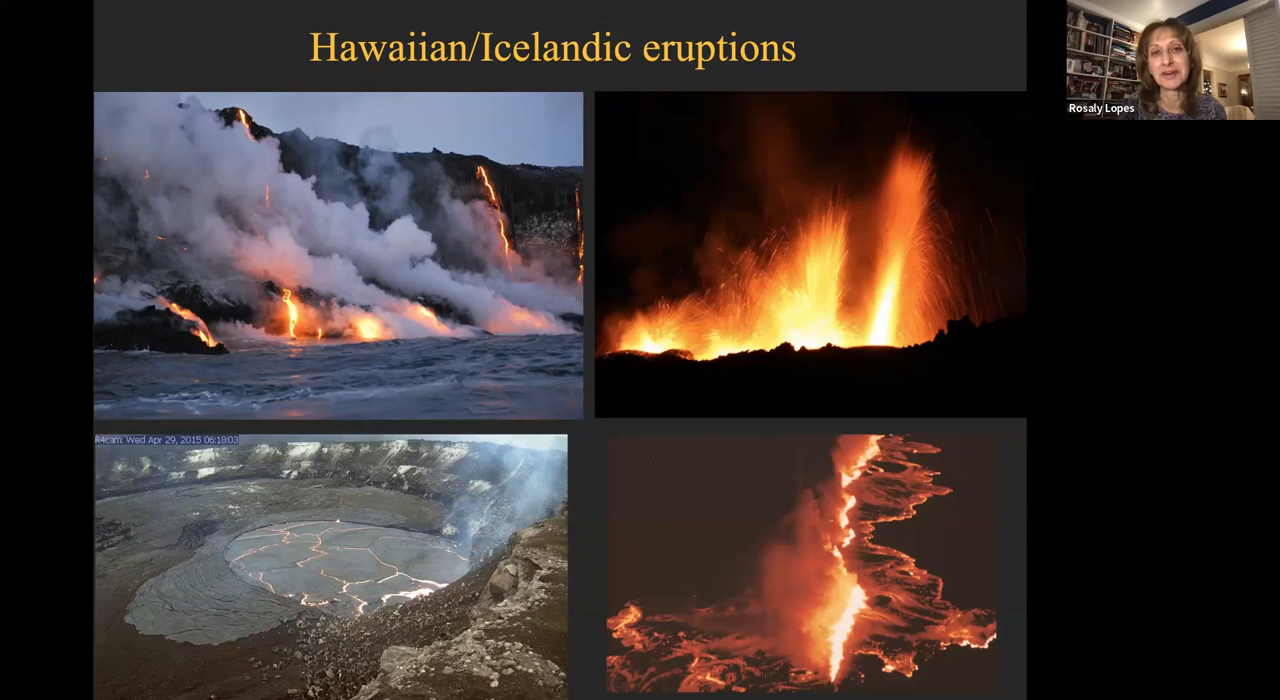 Hawaiian/Icelandic eruptions
Rosaly Lopes
R4cam: Wed Apr 29, 2015 06:18:03